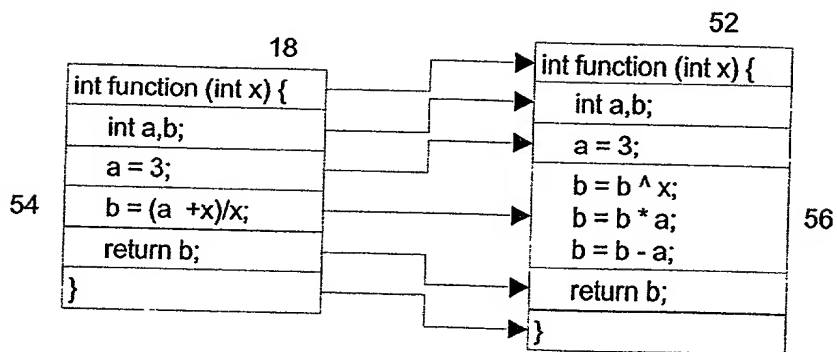 18
int function (int x) {
int a,b;
a = 3;
54
b = (a +x)/x;
return b;
}
52
int function (int x) {
int a,b;
a = 3;
b = b ^ x;
b = b * a;
56
b = b - a;
return b;
}